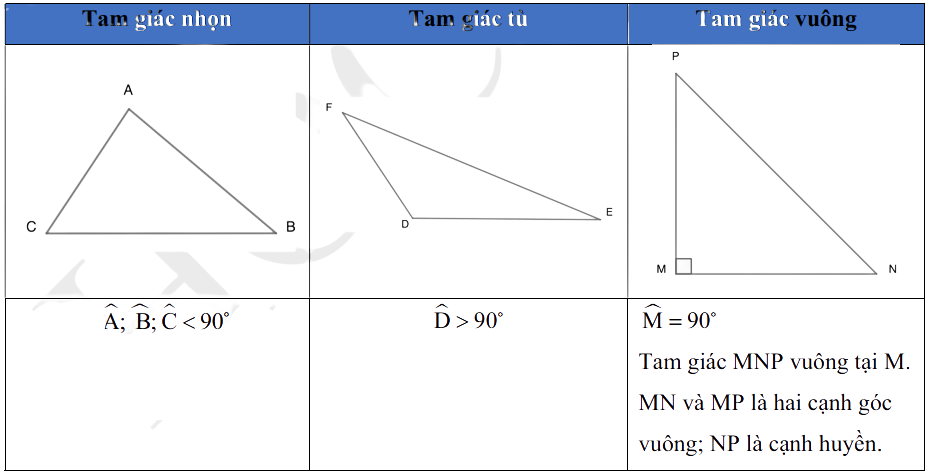 Tam giác nhọn
Tam giác tù
Tam giác vuông
A
C
B
F
D
E
P
M
N
Â; B̂; Ĉ < 90°
D̂ > 90°
M̂ = 90°
Tam giác MNP vuông tại M.
MN và MP là hai cạnh góc
vuông; NP là cạnh huyền.